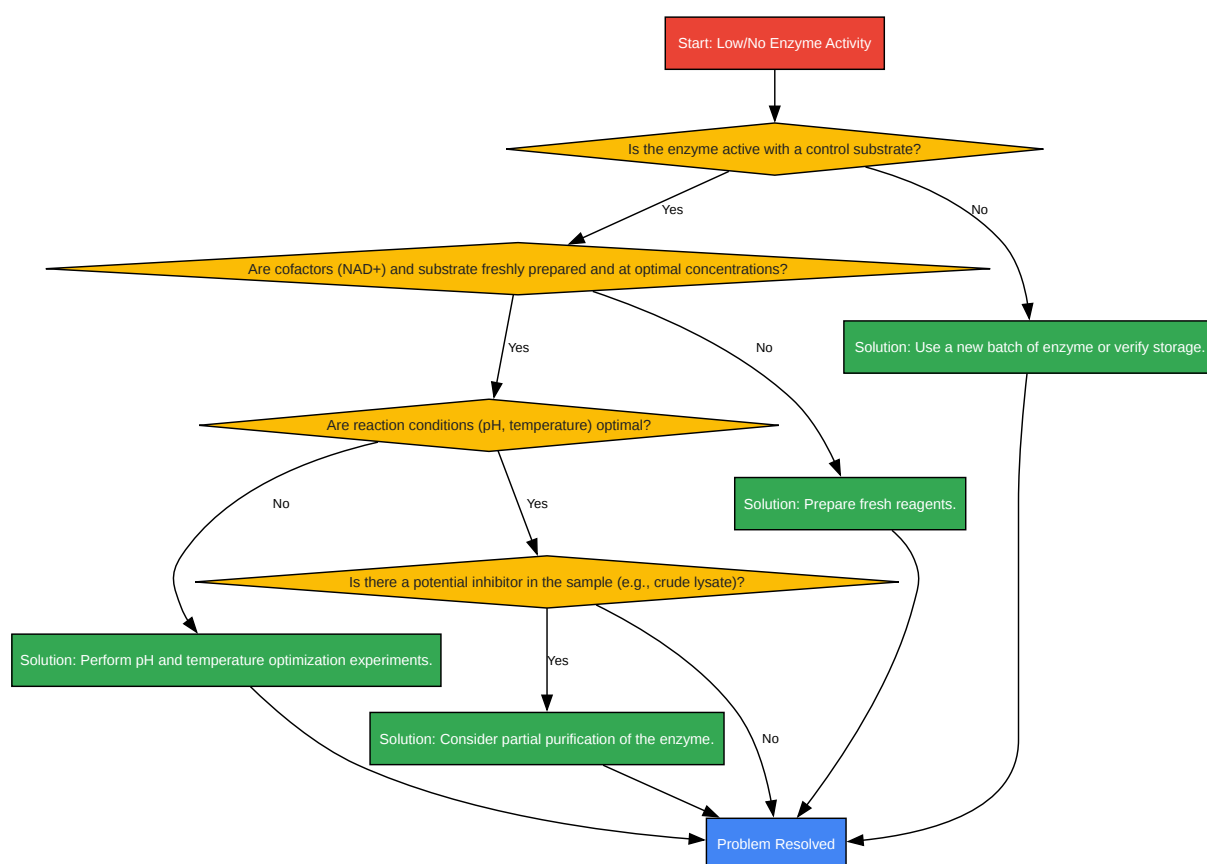 Start: Low/No Enzyme Activity
Is the enzyme active with a control substrate?
Yes
No
Are cofactors (NAD+) and substrate freshly prepared and at optimal concentrations?
Yes
No
Solution: Use a new batch of enzyme or verify storage.
Are reaction conditions (pH, temperature) optimal?
No
Yes
Solution: Prepare fresh reagents.
Is there a potential inhibitor in the sample (e.g., crude lysate)?
Solution: Perform pH and temperature optimization experiments.
Yes
Solution: Consider partial purification of the enzyme.
No
Problem Resolved